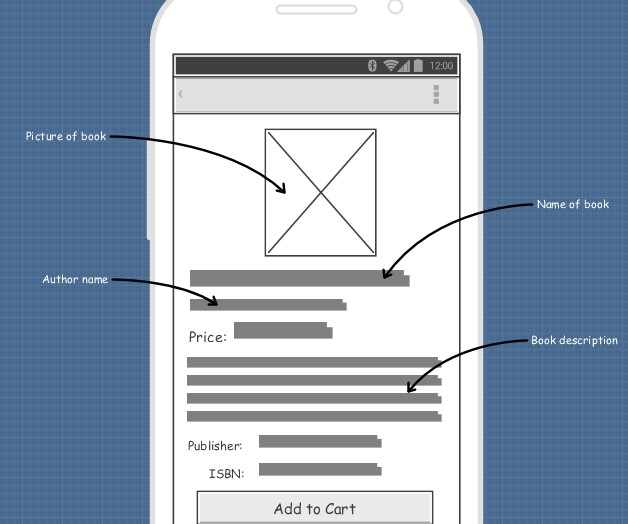 12:00
Picture of book
Name of book
Author name
Price:
Book description
Publisher:
ISBN:
Add to Cart